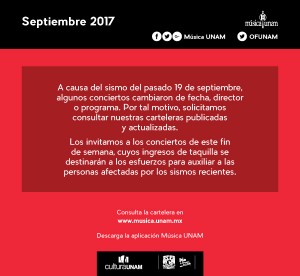 Septiembre 2017
música unam
Música UNAM
OFUNAM
A causa del sismo del pasado 19 de septiembre,
algunos conciertos cambiaron de fecha, director
o programa. Por tal motivo, solicitamos
consultar nuestras carteleras publicadas
y actualizadas.
Los invitamos a los conciertos de este fin
de semana, cuyos ingresos de taquilla se
destinarán a los esfuerzos para auxiliar a las
personas afectadas por los sismos recientes.
Consulta la cartelera en
www.musica.unam.mx
Descarga la aplicación Música UNAM
culturaUNAM